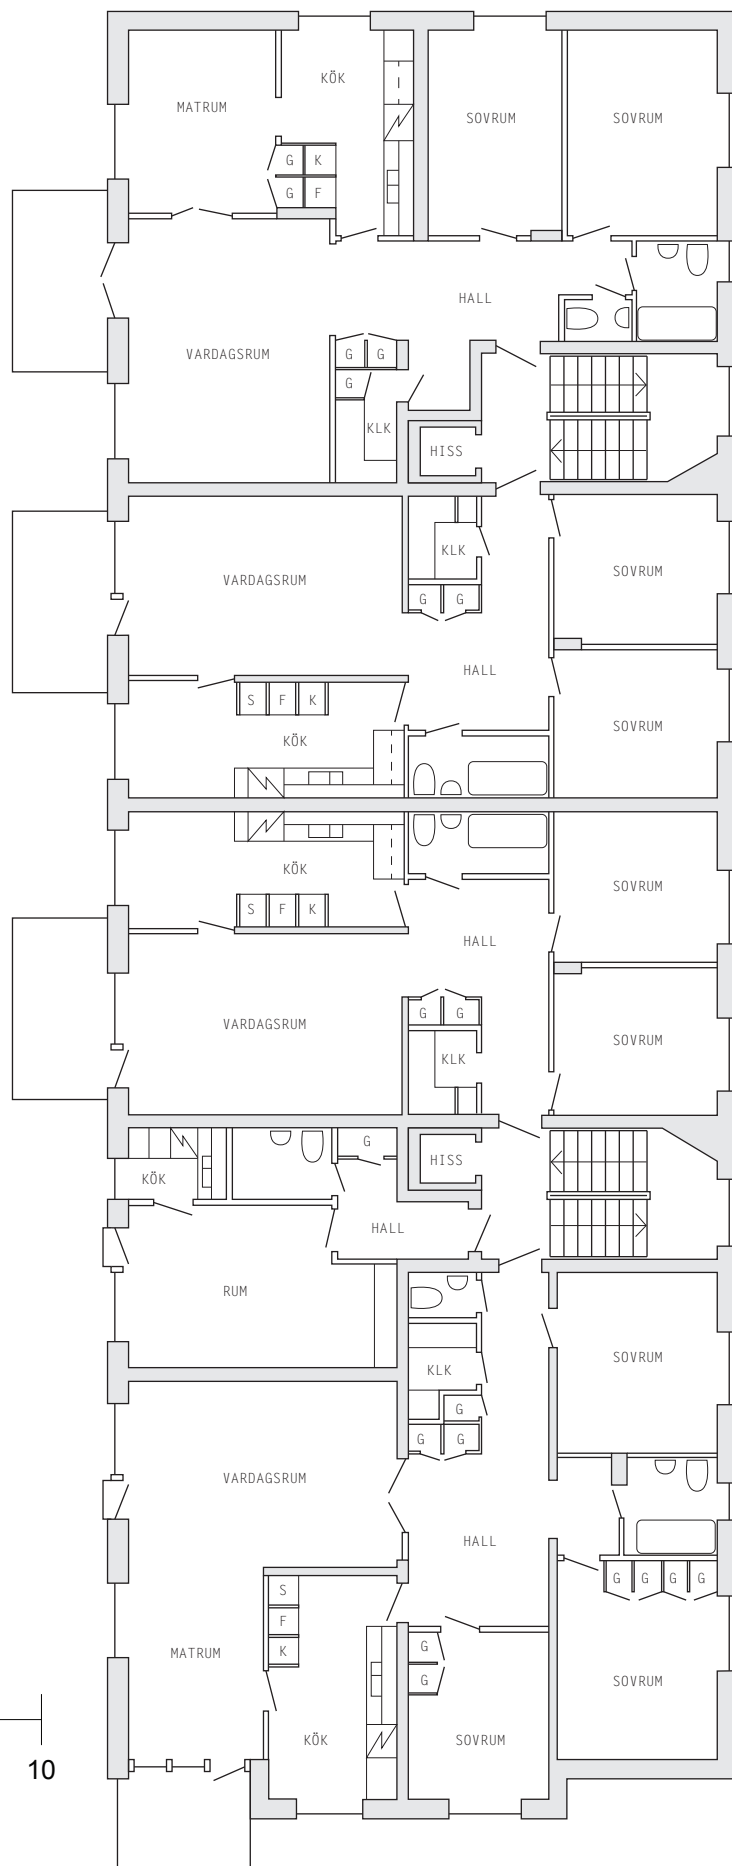 KÖK
MATRUM
SOVRUM
SOVRUM
G K
G F
HALL
VARDAGSRUM
G G
G
KLK
HISS
KLK
SOVRUM
VARDAGSRUM
G G
HALL
S F K
SOVRUM
KÖK
KÖK
SOVRUM
S F K
HALL
G G
VARDAGSRUM
SOVRUM
KLK
G
HISS
KÖK
HALL
RUM
SOVRUM
KLK
G
G G
VARDAGSRUM
HALL
G G G G
S
F
K
MATRUM
G
G
SOVRUM
KÖK
SOVRUM
10